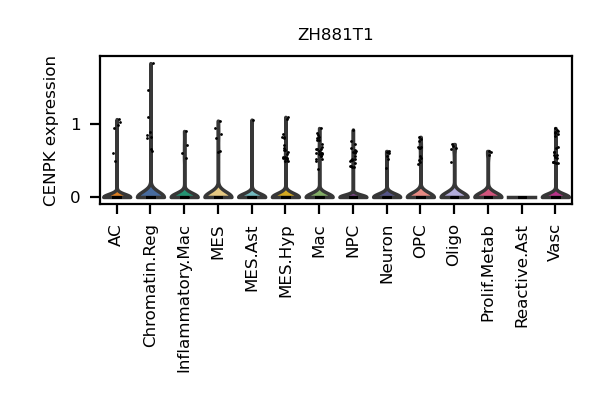 ZH881T1
CENPK expression
1
0
AC
Chromatin.Reg
Inflammatory.Mac
MES
MES.Ast
MES.Hyp
Mac
NPC
Neuron
OPC
Oligo
Prolif.Metab
Reactive.Ast
Vasc